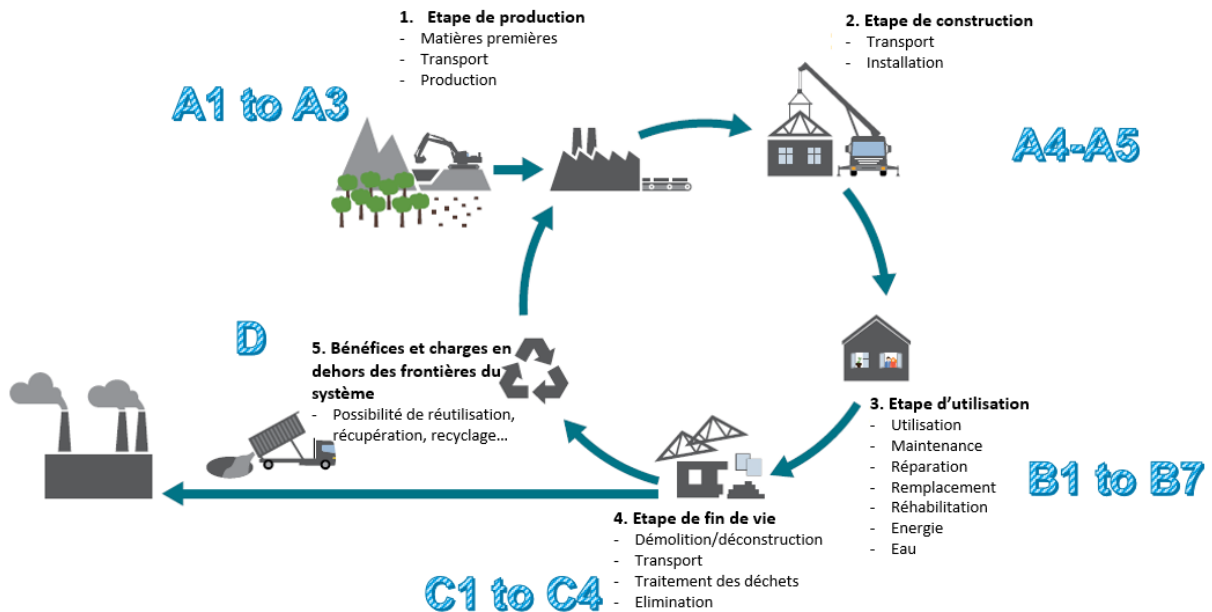 1. Etape de production
- Matières premières
- Transport
- Production
A1 to A3
2. Etape de construction
- Transport
- Installation
A4-A5
3. Etape d'utilisation
- Utilisation
- Maintenance
- Réparation
- Remplacement
- Réhabilitation
- Energie
- Eau
B1 to B7
4. Etape de fin de vie
- Démolition/déconstruction
- Transport
- Traitement des déchets
- Elimination
C1 to C4
D
5. Bénéfices et charges en
dehors des frontières du
système
- Possibilité de réutilisation,
récupération, recyclage...